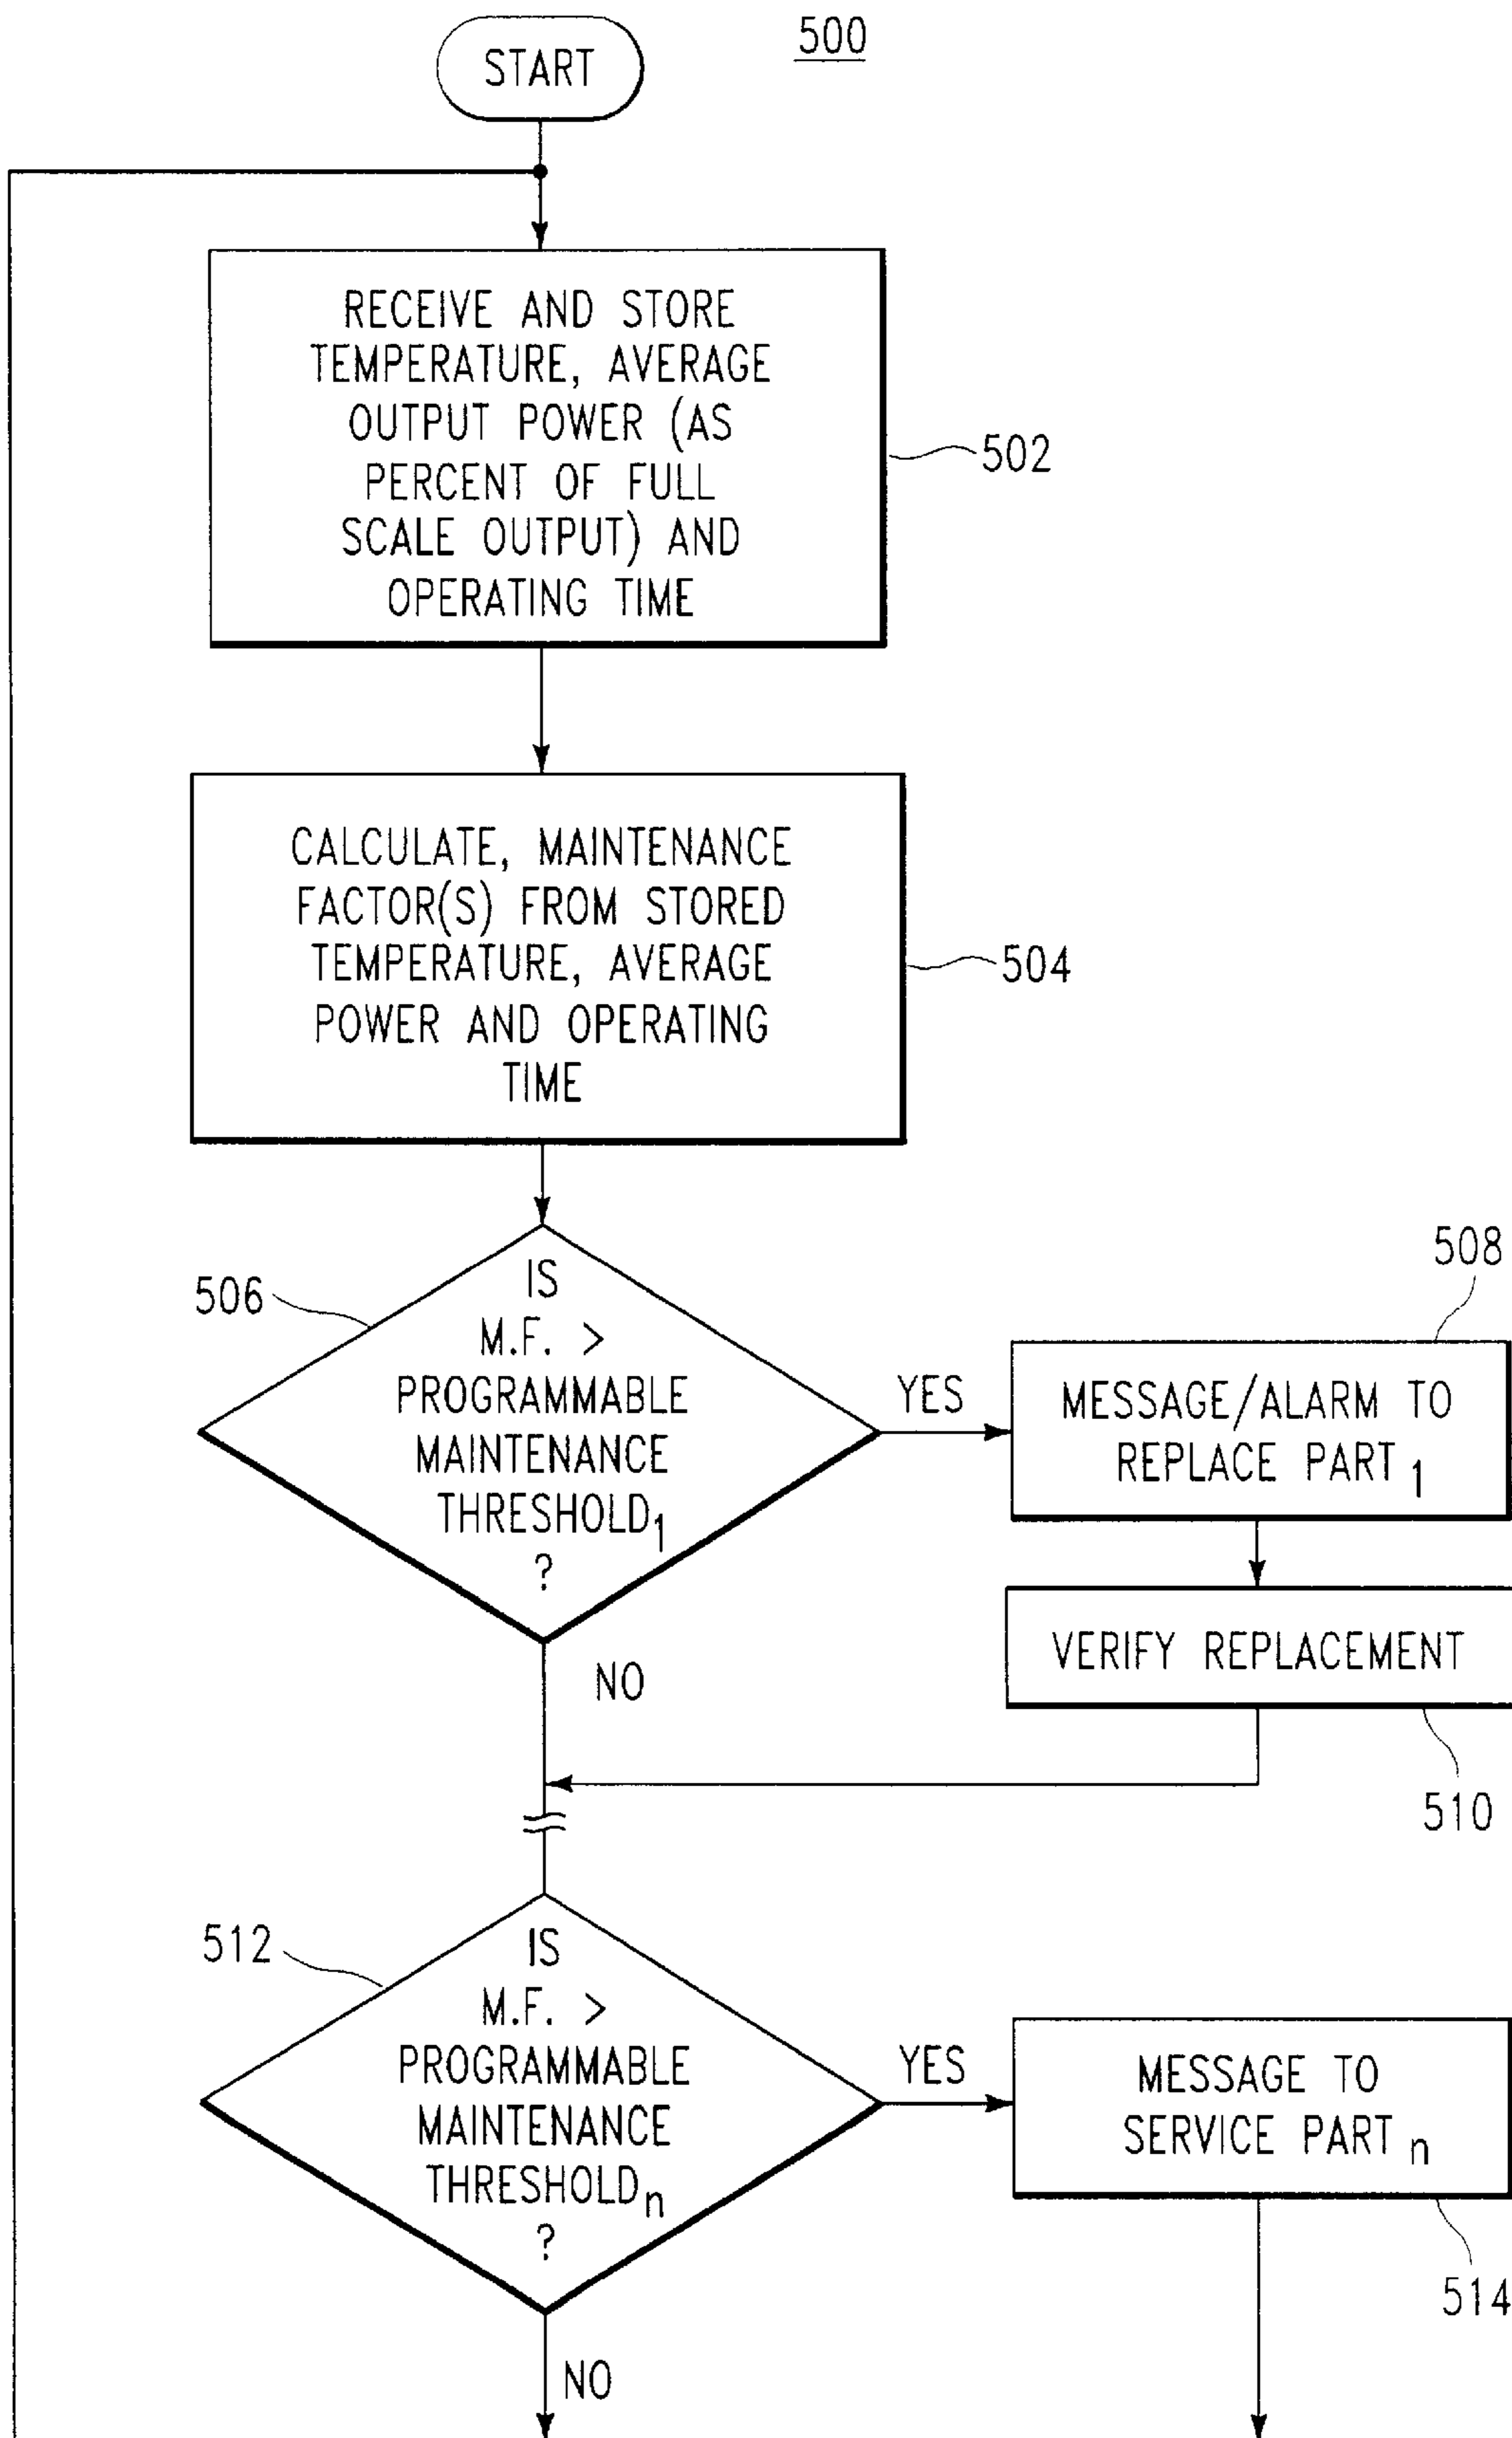 START
500
RECEIVE AND STORE
TEMPERATURE, AVERAGE
OUTPUT POWER (AS
PERCENT OF FULL
SCALE OUTPUT) AND
OPERATING TIME
502
CALCULATE, MAINTENANCE
FACTOR(S) FROM STORED
TEMPERATURE, AVERAGE
POWER AND OPERATING
TIME
504
506
IS
M.F. >
PROGRAMMABLE
MAINTENANCE
THRESHOLD1
?
YES
NO
508
MESSAGE/ALARM TO
REPLACE PART 1
VERIFY REPLACEMENT
510
512
IS
M.F. >
PROGRAMMABLE
MAINTENANCE
THRESHOLDn
?
YES
NO
MESSAGE TO
SERVICE PART n
514